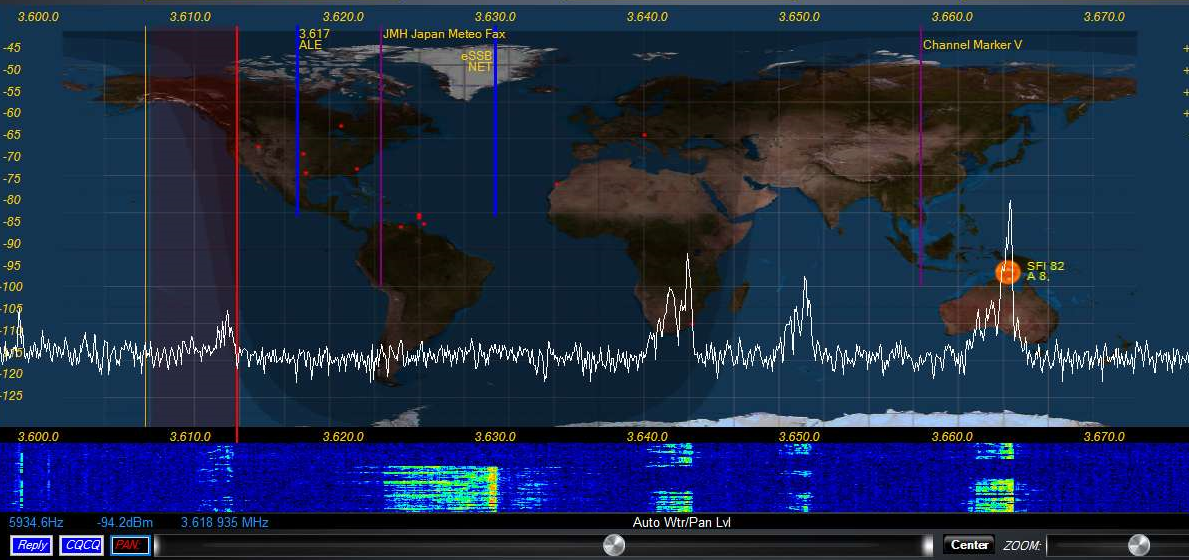 3.600.0 3.610.0 3.620.0 3.630.0 3.640.0 3.650.0 3.660.0 3.670.0
3.617
ALE
JMH Japan Meteo Fax
Channel Marker V
eSSB
NET
-45
-50
-55
-60
-65
-70
-75
-80
-85
-90
-95
-100
-105
-110
-115
-120
-125
SFI 82
A 8,
3.600.0 3.610.0 3.620.0 3.630.0 3.640.0 3.650.0 3.660.0 3.670.0
5934.6Hz -94.2dBm 3.618 935 MHz Auto Wtr/Pan Lvl
Reply CQCQ PAN. Center ZOOM: